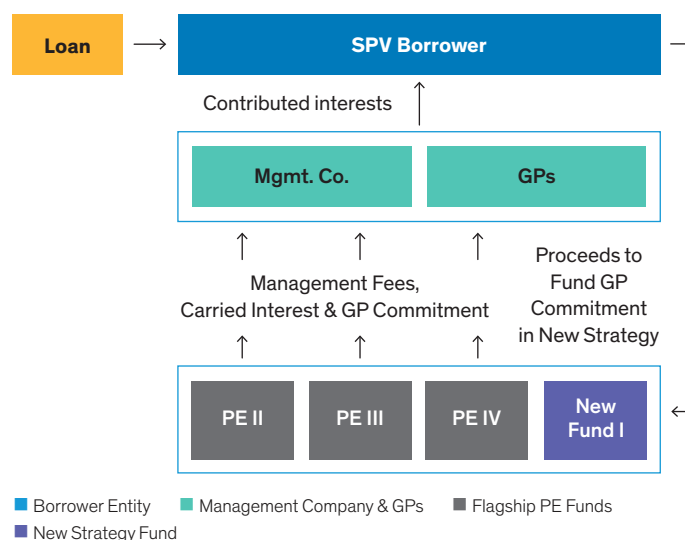 Loan
SPV Borrower
Contributed interests
Mgmt. Co.
GPs
Management Fees,
Carried Interest & GP Commitment
Proceeds to
Fund GP
Commitment
in New Strategy
PE II
PE III
PE IV
New
Fund I
Borrower Entity
Management Company & GPs
Flagship PE Funds
New Strategy Fund